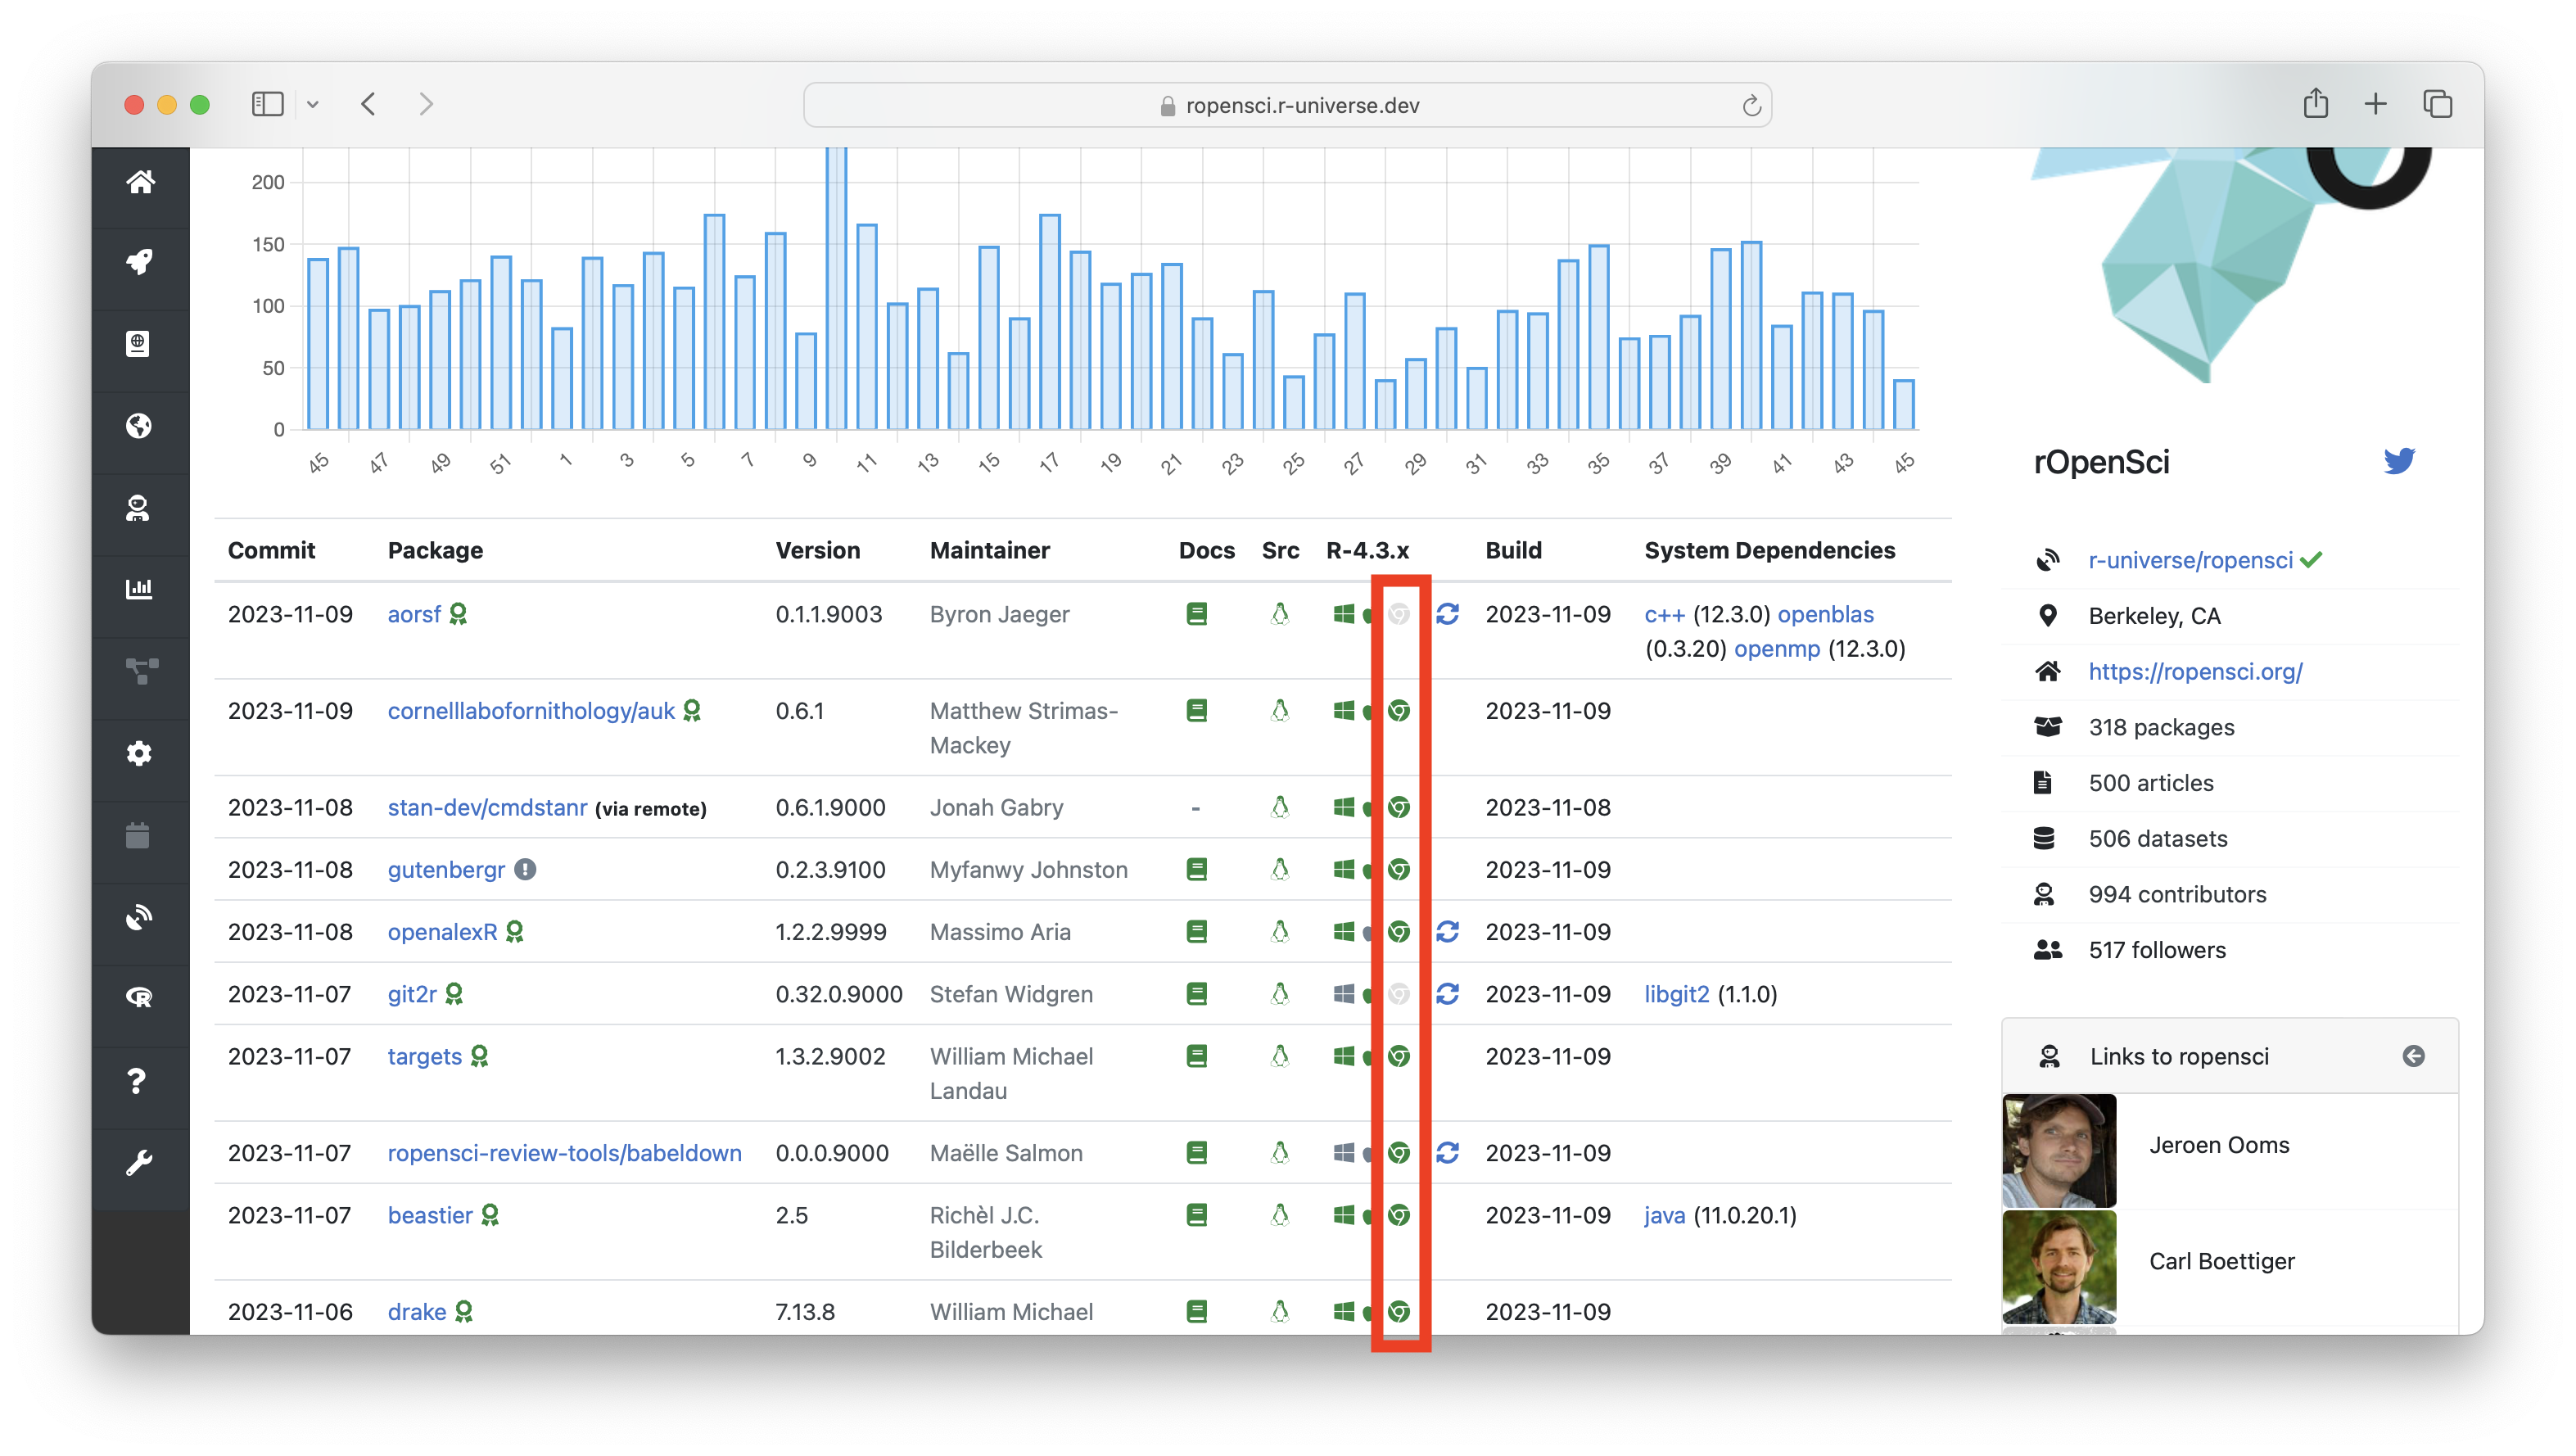 ropensci.r-universe.dev
200
150
100
50
0
45 47 49 51 1 3 5 7 9 11 13 15 17 19 21 23 25 27 29 31 33 35 37 39 41 43 45
Commit Package Version Maintainer Docs Src R-4.3.x Build System Dependencies
2023-11-09 aorsf 0.1.1.9003 Byron Jaeger 2023-11-09 c++ (12.3.0) openblas
(0.3.20) openmp (12.3.0)
2023-11-09 cornelllabofornithology/auk 0.6.1 Matthew Strimas-
Mackey 2023-11-09
2023-11-08 stan-dev/cmdstanr (via remote) 0.6.1.9000 Jonah Gabry - 2023-11-08
2023-11-08 gutenbergr 0.2.3.9100 Myfanwy Johnston 2023-11-09
2023-11-08 openalexR 1.2.2.9999 Massimo Aria 2023-11-09
2023-11-07 git2r 0.32.0.9000 Stefan Widgren 2023-11-09 libgit2 (1.1.0)
2023-11-07 targets 1.3.2.9002 William Michael
Landau 2023-11-09
2023-11-07 ropensci-review-tools/babeldown 0.0.0.9000 Maëlle Salmon 2023-11-09
2023-11-07 beastier 2.5 Richèl J.C.
Bilderbeek 2023-11-09 java (11.0.20.1)
2023-11-06 drake 7.13.8 William Michael 2023-11-09
rOpenSci
r-universe/ropensci
Berkeley, CA
https://ropensci.org/
318 packages
500 articles
506 datasets
994 contributors
517 followers
Links to ropensci
Jeroen Ooms
Carl Boettiger